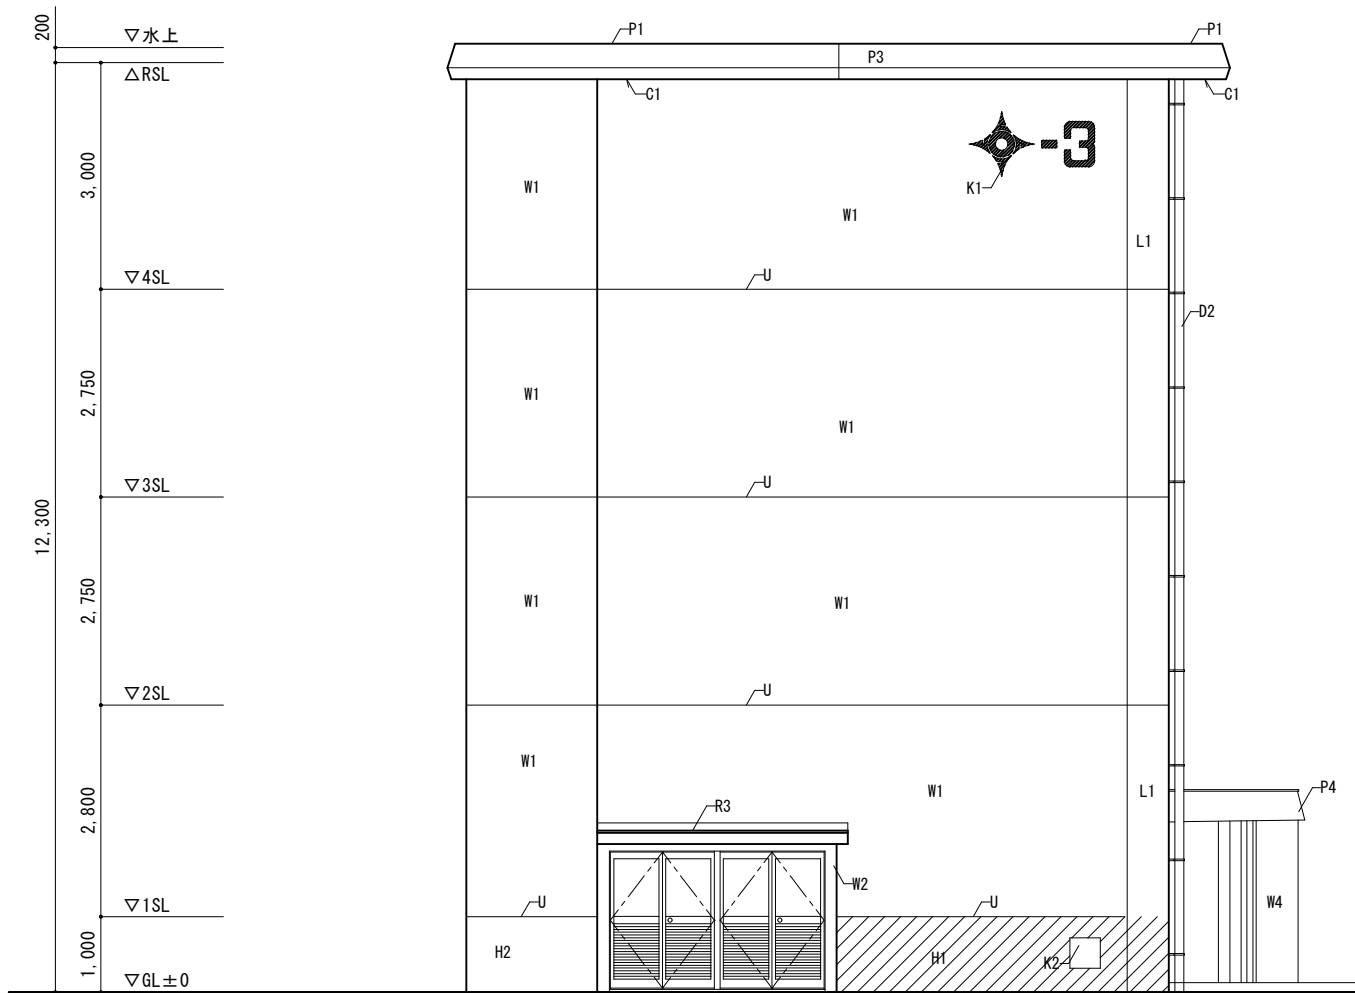 200
▽水上
P1
P1
P3
△RSL
C1
C1
-3
3,000
W1
K1
W1
L1
▽4SL
U
D2
2,750
W1
W1
▽3SL
U
12,300
2,750
W1
W1
▽2SL
U
W1
W1
L1
P4
2,800
R3
W2
▽1SL
U
U
W4
1,000
H2
H1
K2
▽GL±0